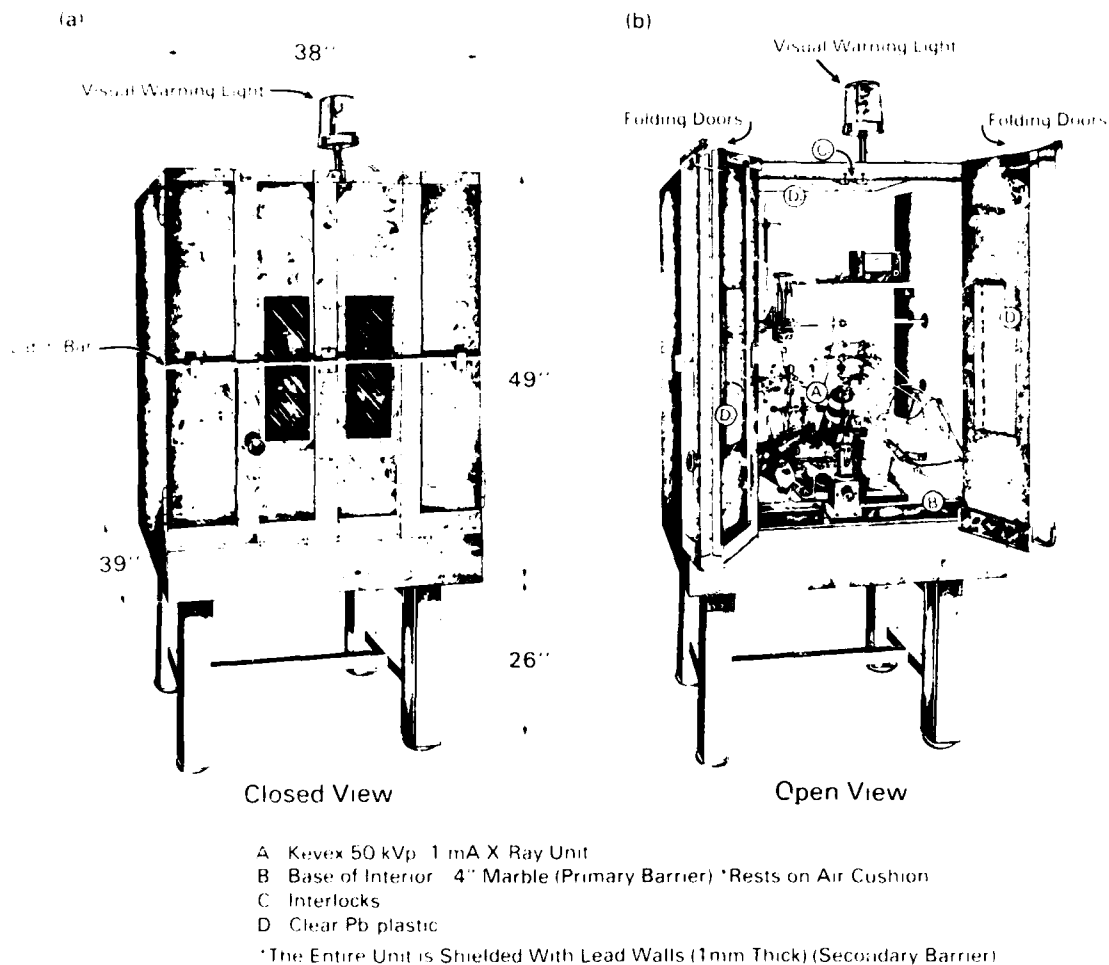 (a)
38''
Visual Warning Light
Bar
49''
39''
26''
Closed View
(b)
Visual Warning Light
Folding Doors
Folding Doors
C
D
D
A
D
B
Open View
A Kevex 50 kVp 1 mA X Ray Unit
B Base of Interior 4'' Marble (Primary Barrier) *Rests on Air Cushion
C Interlocks
D Clear Pb plastic
*The Entire Unit is Shielded With Lead Walls (1mm Thick) (Secondary Barrier)